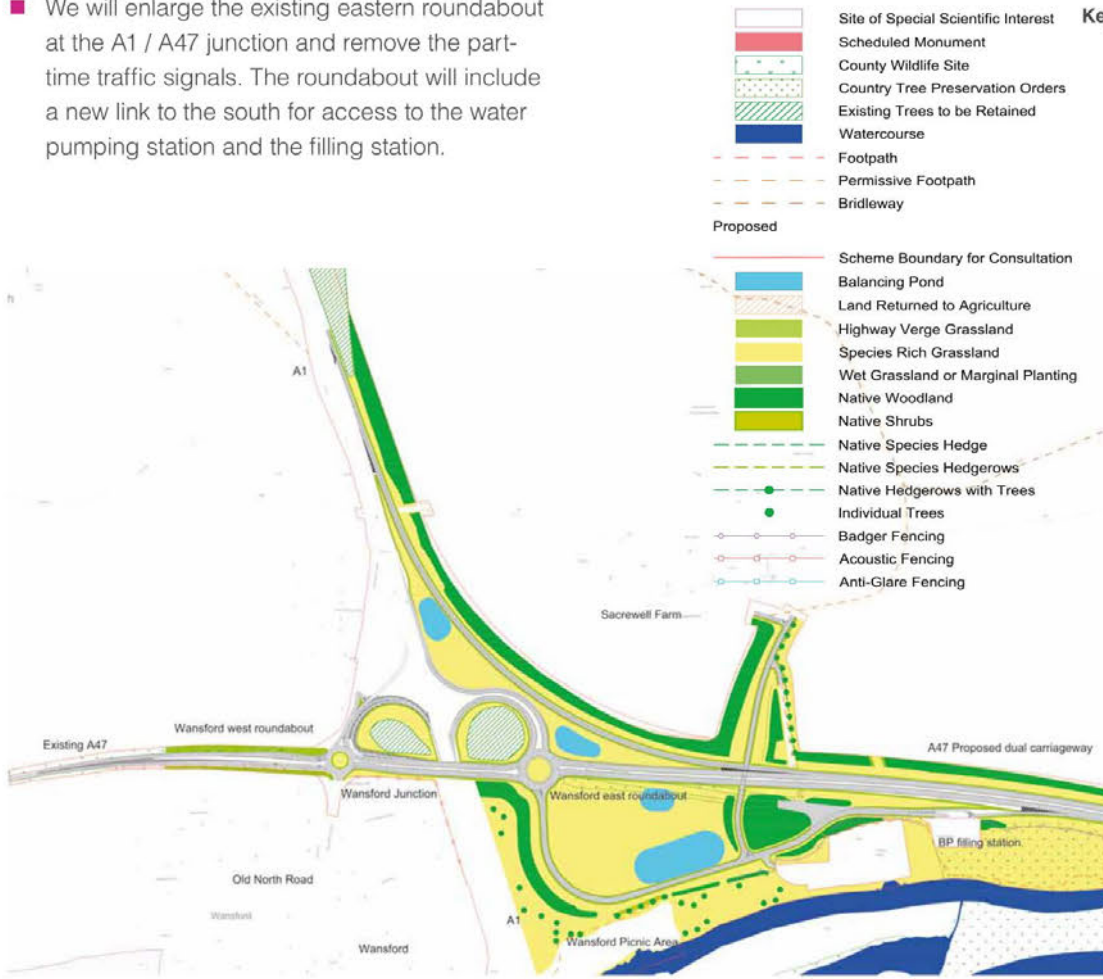 ■ We will enlarge the existing eastern roundabout
at the A1 / A47 junction and remove the part-
time traffic signals. The roundabout will include
a new link to the south for access to the water
pumping station and the filling station.
Ke
Site of Special Scientific Interest
Scheduled Monument
County Wildlife Site
Country Tree Preservation Orders
Existing Trees to be Retained
Watercourse
Footpath
Permissive Footpath
Bridleway
Proposed
Scheme Boundary for Consultation
Balancing Pond
Land Returned to Agriculture
Highway Verge Grassland
Species Rich Grassland
Wet Grassland or Marginal Planting
Native Woodland
Native Shrubs
Native Species Hedge
Native Species Hedgerows
Native Hedgerows with Trees
Individual Trees
Badger Fencing
Acoustic Fencing
Anti-Glare Fencing
h
A1
Sacrewell Farm
Wansford west roundabout
Existing A47
A47 Proposed dual carriageway
Wansford Junction
Wansford east roundabout
BP filling station
Old North Road
Wansford
A1
Wansford Picnic Area
Wansford